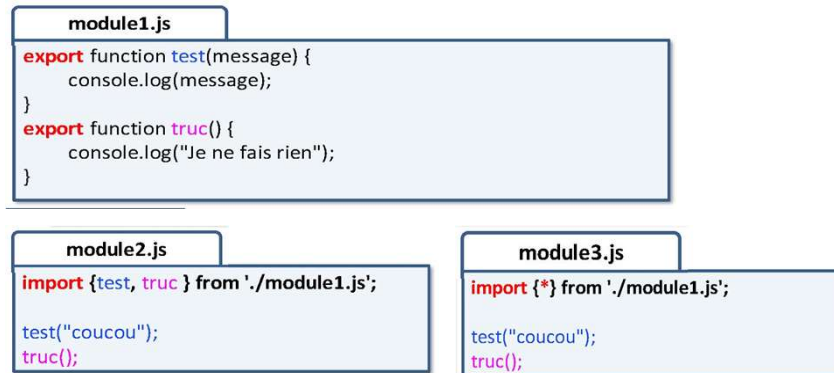 module1.js
export function test(message) {
console.log(message);
}
export function truc() {
console.log("Je ne fais rien");
}
module2.js
import {test, truc } from './module1.js';
test("coucou");
truc();
module3.js
import {*} from './module1.js';
test("coucou");
truc();